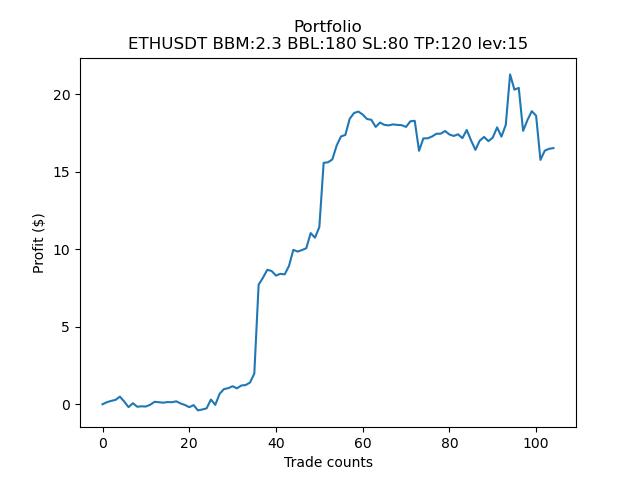 Portfolio
ETHUSDT BBM:2.3 BBL:180 SL:80 TP:120 lev:15
20
15
10
5
0
Profit ($)
0 20 40 60 80 100
Trade counts